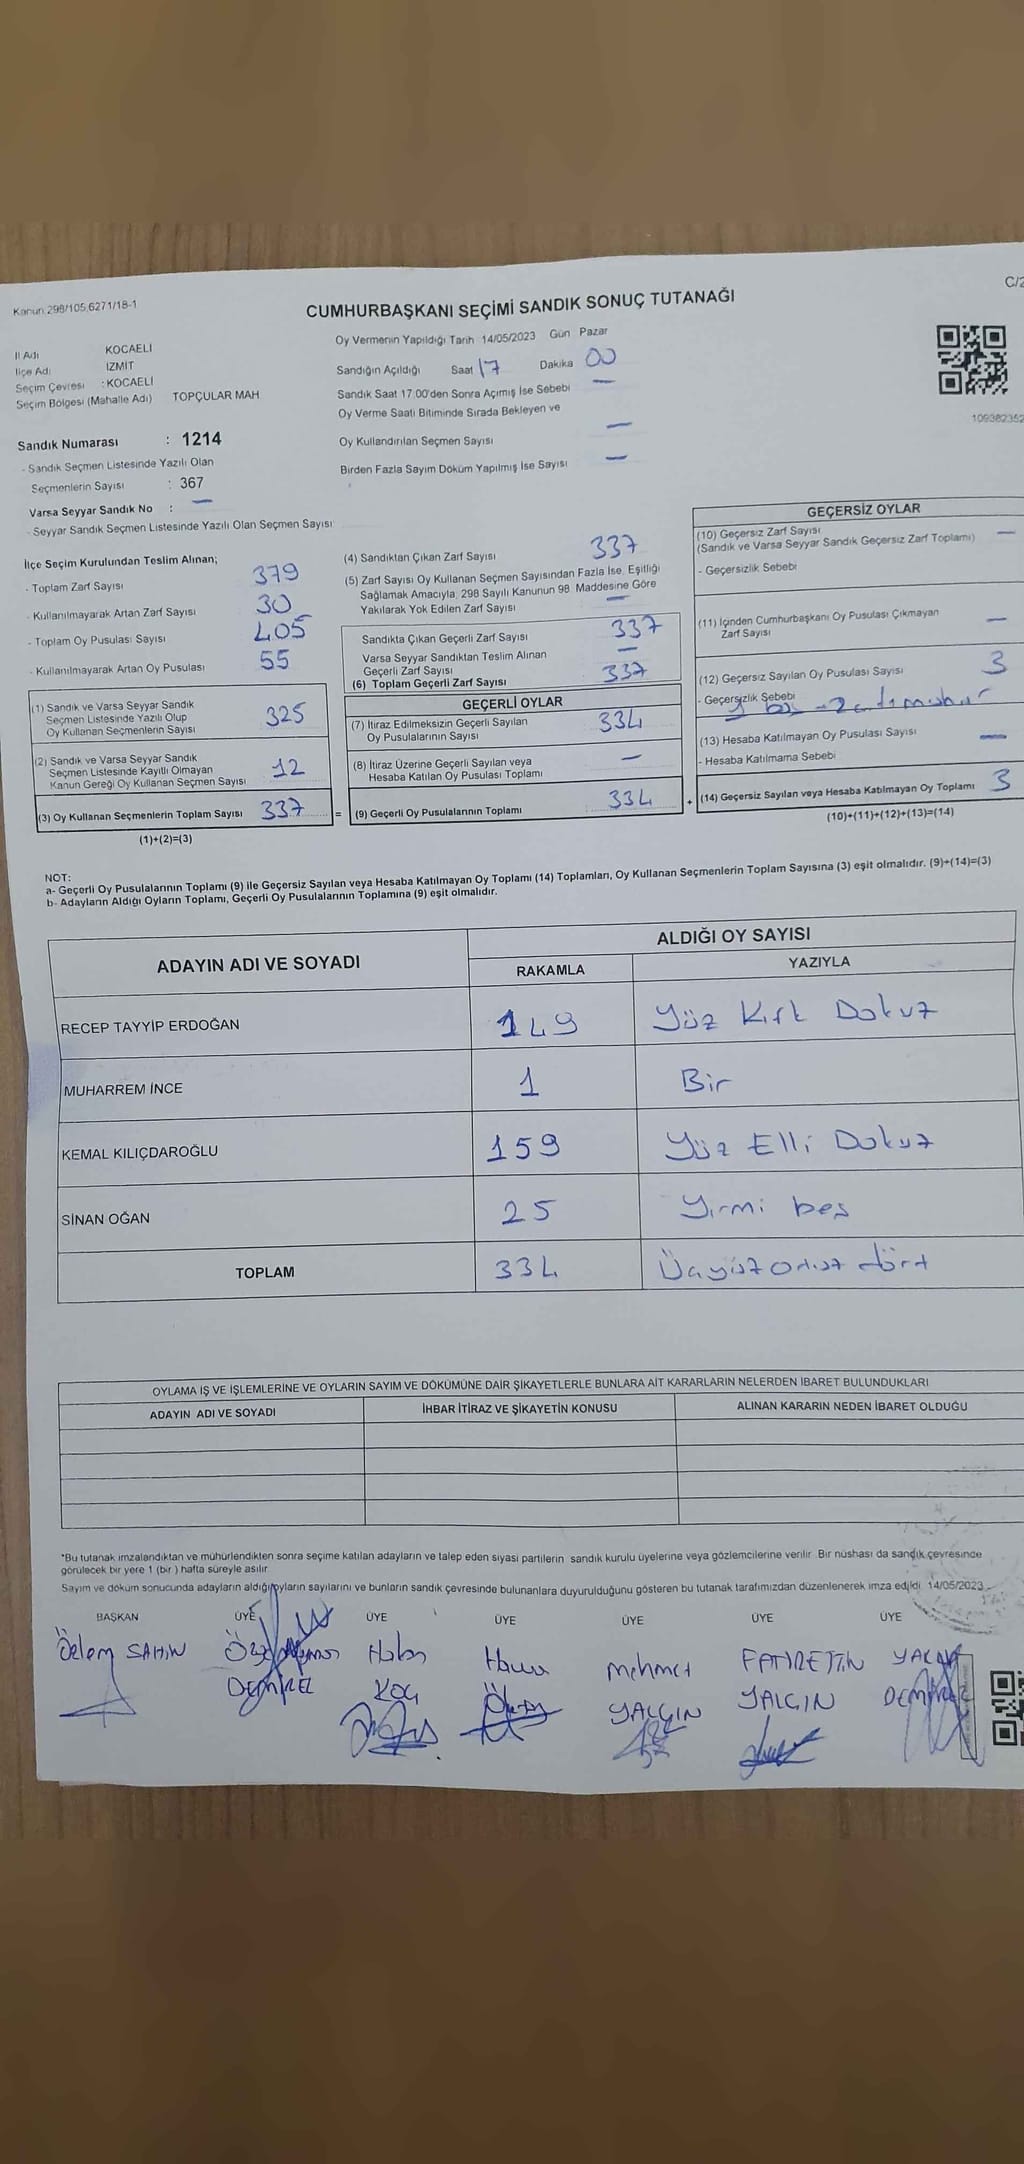 Kanun:298/105,6271/18-1
C/2
CUMHURBAŞKANI SEÇİMİ SANDIK SONUÇ TUTANAĞI
Oy Vermenin Yapıldığı Tarih 14/05/2023 Gün Pazar
İl Adı KOCAELİ
İlçe Adı İZMİT
Seçim Çevresi : KOCAELİ
Seçim Bölgesi (Mahalle Adı) TOPÇULAR MAH
Sandığın Açıldığı Saat 17 Dakika 00
Sandık Saat 17:00'den Sonra Açımış İse Sebebi —
Oy Verme Saati Bitiminde Sırada Bekleyen ve
Oy Kullandırılan Seçmen Sayısı —
Birden Fazla Sayım Döküm Yapılmış İse Sayısı —
109382352
Sandık Numarası : 1214
- Sandık Seçmen Listesinde Yazılı Olan
Seçmenlerin Sayısı : 367
Varsa Seyyar Sandık No : —
- Seyyar Sandık Seçmen Listesinde Yazılı Olan Seçmen Sayısı
İlçe Seçim Kurulundan Teslim Alınan;
- Toplam Zarf Sayısı 379
- Kullanılmayarak Artan Zarf Sayısı 30
- Toplam Oy Pusulası Sayısı 405
- Kullanılmayarak Artan Oy Pusulası 55
(1) Sandık ve Varsa Seyyar Sandık
Seçmen Listesinde Yazılı Olup
Oy Kullanan Seçmenlerin Sayısı 325
(2) Sandık ve Varsa Seyyar Sandık
Seçmen Listesinde Kayıtlı Olmayan
Kanun Gereği Oy Kullanan Seçmen Sayısı 12
(3) Oy Kullanan Seçmenlerin Toplam Sayısı 337
(1)+(2)=(3)
(4) Sandıktan Çıkan Zarf Sayısı 337
(5) Zarf Sayısı Oy Kullanan Seçmen Sayısından Fazla İse, Eşitliği
Sağlamak Amacıyla, 298 Sayılı Kanunun 98. Maddesine Göre
Yakılarak Yok Edilen Zarf Sayısı —
Sandıkta Çıkan Geçerli Zarf Sayısı 337
Varsa Seyyar Sandıktan Teslim Alınan
Geçerli Zarf Sayısı —
(6) Toplam Geçerli Zarf Sayısı 337
GEÇERLİ OYLAR
(7) İtiraz Edilmeksizin Geçerli Sayılan
Oy Pusulalarının Sayısı 334
(8) İtiraz Üzerine Geçerli Sayılan veya
Hesaba Katılan Oy Pusulası Toplamı —
= (9) Geçerli Oy Pusulalarının Toplamı 334
GEÇERSİZ OYLAR
(10) Geçersiz Zarf Sayısı —
(Sandık ve Varsa Seyyar Sandık Geçersiz Zarf Toplamı)
- Geçersizlik Sebebi
(11) İçinden Cumhurbaşkanı Oy Pusulası Çıkmayan
Zarf Sayısı —
(12) Geçersiz Sayılan Oy Pusulası Sayısı 3
- Geçersizlik Sebebi
(13) Hesaba Katılmayan Oy Pusulası Sayısı —
- Hesaba Katılmama Sebebi
+ (14) Geçersiz Sayılan veya Hesaba Katılmayan Oy Toplamı 3
(10)+(11)+(12)+(13)=(14)
NOT:
a- Geçerli Oy Pusulalarının Toplamı (9) ile Geçersiz Sayılan veya Hesaba Katılmayan Oy Toplamı (14) Toplamları, Oy Kullanan Seçmenlerin Toplam Sayısına (3) eşit olmalıdır. (9)+(14)=(3)
b- Adayların Aldığı Oyların Toplamı, Geçerli Oy Pusulalarının Toplamına (9) eşit olmalıdır.
ADAYIN ADI VE SOYADI ALDIĞI OY SAYISI
RAKAMLA YAZIYLA
RECEP TAYYİP ERDOĞAN 149 Yüz Kırk Dokuz
MUHARREM İNCE 1 Bir
KEMAL KILIÇDAROĞLU 159 Yüz Elli Dokuz
SİNAN OĞAN 25 Yirmi beş
TOPLAM 334 Üçyüz otuz dört
OYLAMA İŞ VE İŞLEMLERİNE VE OYLARIN SAYIM VE DÖKÜMÜNE DAİR ŞİKAYETLERLE BUNLARA AİT KARARLARIN NELERDEN İBARET BULUNDUKLARI
ADAYIN ADI VE SOYADI İHBAR İTİRAZ VE ŞİKAYETİN KONUSU ALINAN KARARIN NEDEN İBARET OLDUĞU
*Bu tutanak imzalandıktan ve mühürlendikten sonra seçime katılan adayların ve talep eden siyasi partilerin sandık kurulu üyelerine veya gözlemcilerine verilir. Bir nüshası da sandık çevresinde
görülecek bir yere 1 (bir) hafta süreyle asılır
Sayım ve döküm sonucunda adayların aldığı oyların sayılarını ve bunların sandık çevresinde bulunanlara duyurulduğunu gösteren bu tutanak tarafımızdan düzenlenerek imza edildi. 14/05/2023
BAŞKAN ÜYE ÜYE ÜYE ÜYE ÜYE ÜYE
Özlem SAHIN Mehmet FAHRETTİN
DEMİREL KOÇ YALÇIN YALÇIN